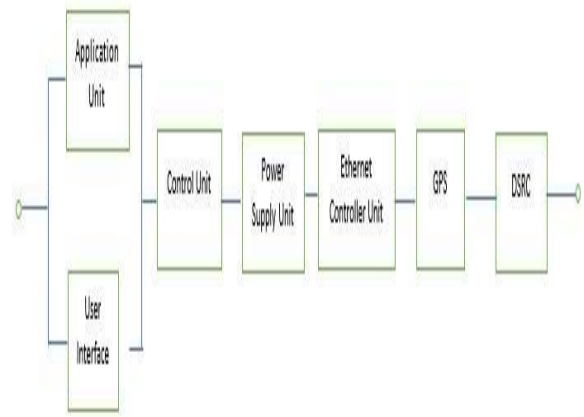 Application
Unit
Control Unit
Power
Supply Unit
Ethernet
Controller Unit
GPS
DSRC
User
Interface